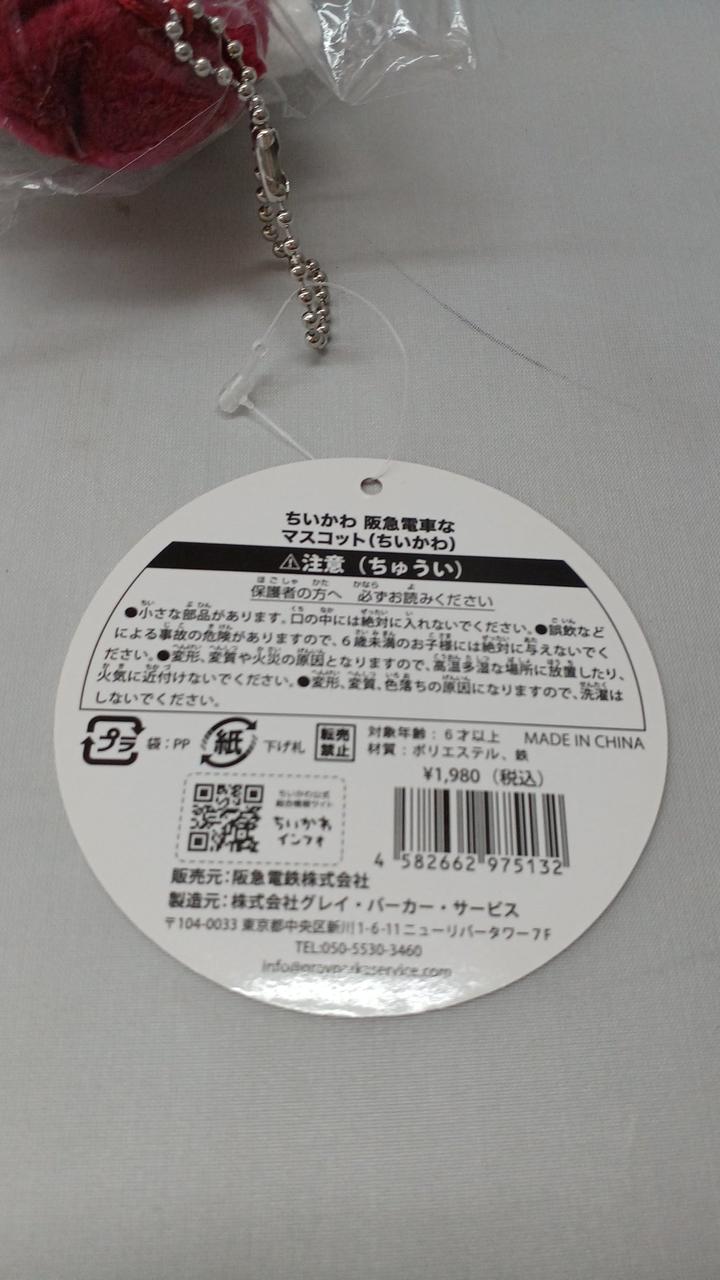 ちいかわ 阪急電車な
マスコット(ちいかわ)
⚠注意(ちゅうい)
保護者の方へ 必ずお読みください
●小さな部品があります。口の中には絶対に入れないでください。●誤飲など
による事故の危険がありますので、6歳未満のお子様には絶対に与えないでく
ださい。●変形、変質や火災の原因となりますので、高温多湿な場所に放置したり、
火気に近付けないでください。●変形、変質、色落ちの原因になりますので、洗濯は
しないでください。
プラ 袋:PP 紙 下げ札 転売禁止 対象年齢:6才以上 MADE IN CHINA
材質:ポリエステル、鉄
¥1,980(税込)
ちいかわ公式
総合情報サイト
ちいかわ
インフォ
4 582662 975132
販売元:阪急電鉄株式会社
製造元:株式会社グレイ・パーカー・サービス
〒104-0033 東京都中央区新川1-6-11ニューリバータワー7F
TEL:050-5530-3460